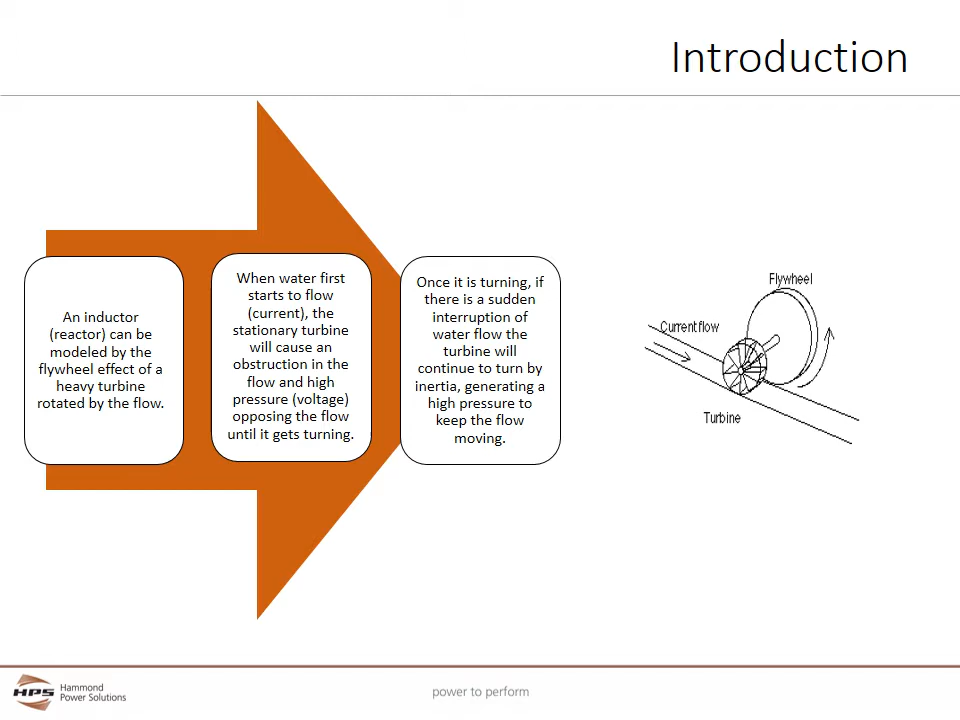 Introduction
An inductor
(reactor) can be
modeled by the
flywheel effect of a
heavy turbine
rotated by the flow.
When water first
starts to flow
(current), the
stationary turbine
will cause an
obstruction in the
flow and high
pressure (voltage)
opposing the flow
until it gets turning.
Once it is turning, if
there is a sudden
interruption of
water flow the
turbine will
continue to turn by
inertia, generating a
high pressure to
keep the flow
moving.
Flywheel
Current flow
Turbine
HPS
Hammond
Power Solutions
power to perform